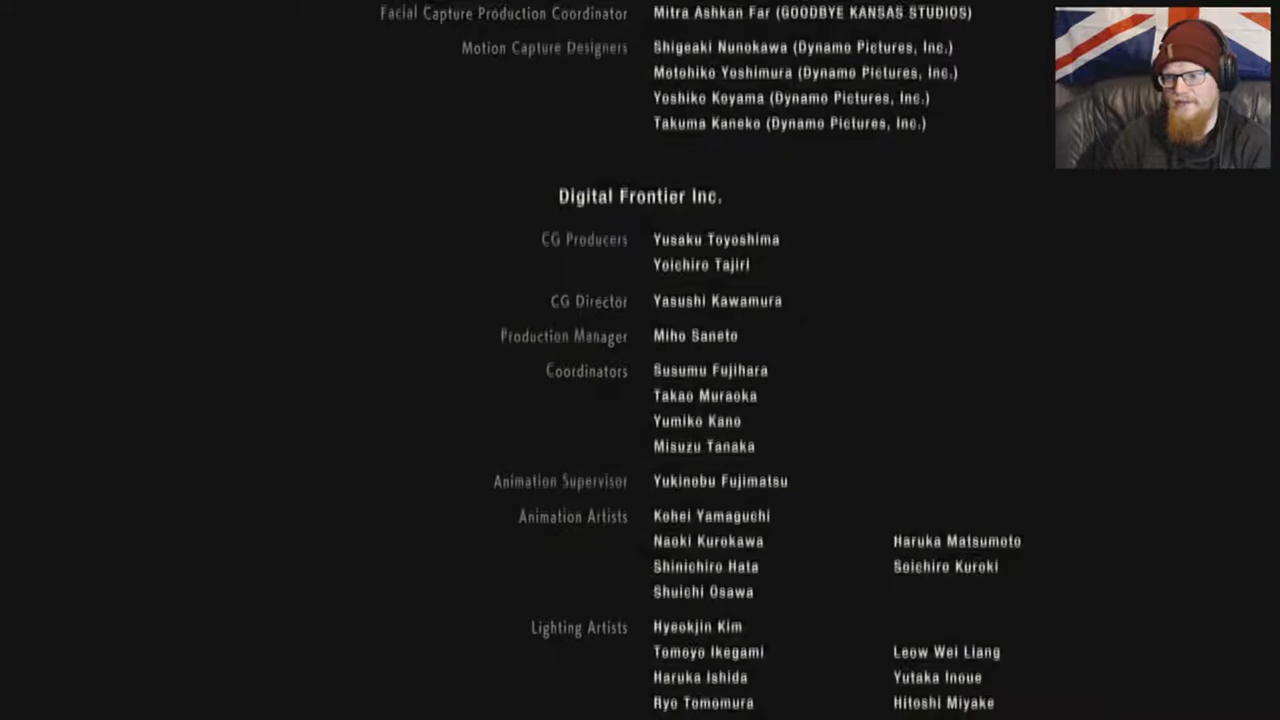 Facial Capture Production Coordinator Mitra Ashkan Far (GOODBYE KANSAS STUDIOS)
Motion Capture Designers Shigeaki Nunokawa (Dynamo Pictures, Inc.)
Motohiko Yoshimura (Dynamo Pictures, Inc.)
Yoshiko Koyama (Dynamo Pictures, Inc.)
Takuma Kaneko (Dynamo Pictures, Inc.)
Digital Frontier Inc.
CG Producers Yusaku Toyoshima
Yoichiro Tajiri
CG Director Yasushi Kawamura
Production Manager Miho Saneto
Coordinators Susumu Fujihara
Takao Muraoka
Yumiko Kano
Misuzu Tanaka
Animation Supervisor Yukinobu Fujimatsu
Animation Artists Kohei Yamaguchi
Naoki Kurokawa Haruka Matsumoto
Shinichiro Hata Soichiro Kuroki
Shuichi Osawa
Lighting Artists Hyeokjin Kim
Tomoyo Ikegami Leow Wei Liang
Haruka Ishida Yutaka Inoue
Ryo Tomomura Hitoshi Miyake